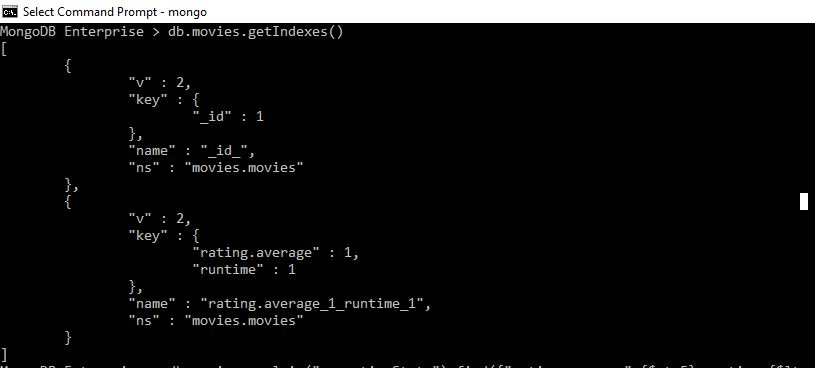 Select Command Prompt - mongo
MongoDB Enterprise > db.movies.getIndexes()
[
{
"v" : 2,
"key" : {
"_id" : 1
},
"name" : "_id_",
"ns" : "movies.movies"
},
{
"v" : 2,
"key" : {
"rating.average" : 1,
"runtime" : 1
},
"name" : "rating.average_1_runtime_1",
"ns" : "movies.movies"
}
]